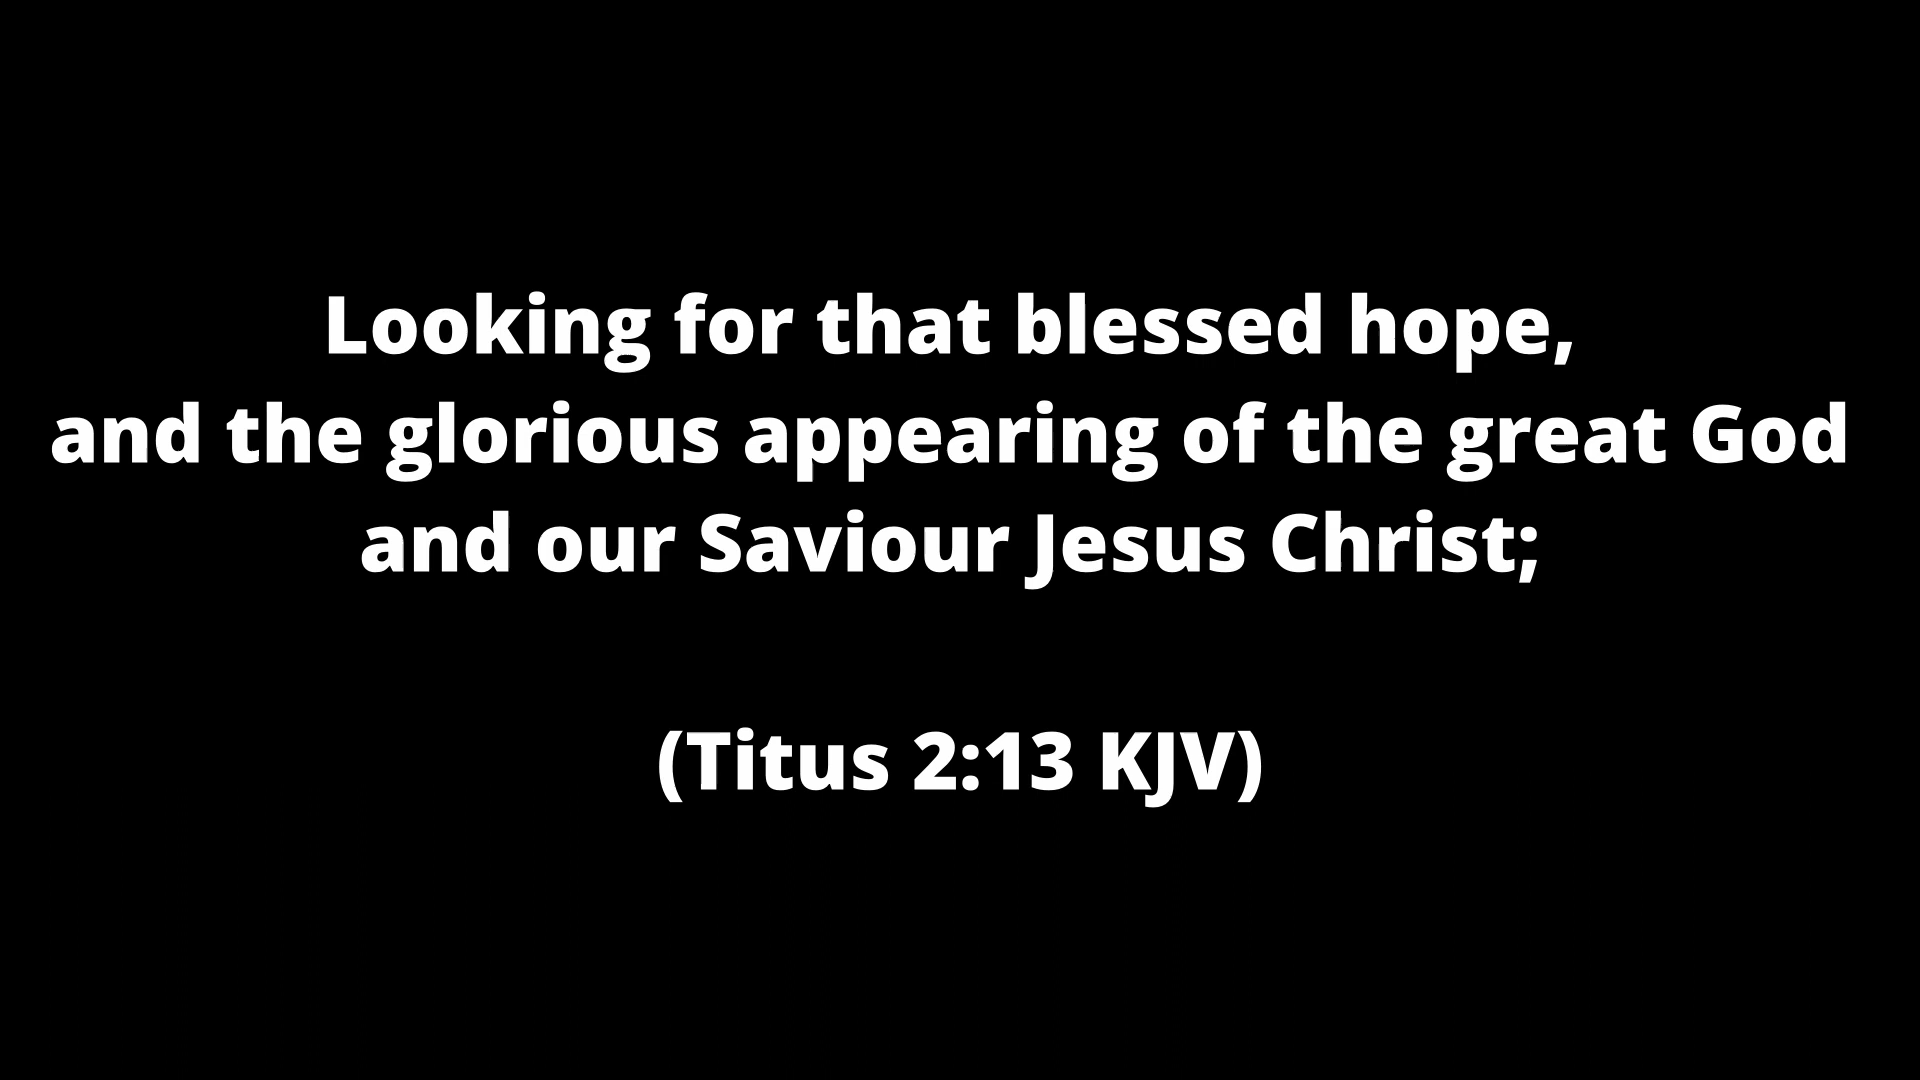 Looking for that blessed hope,
and the glorious appearing of the great God
and our Saviour Jesus Christ;
(Titus 2:13 KJV)